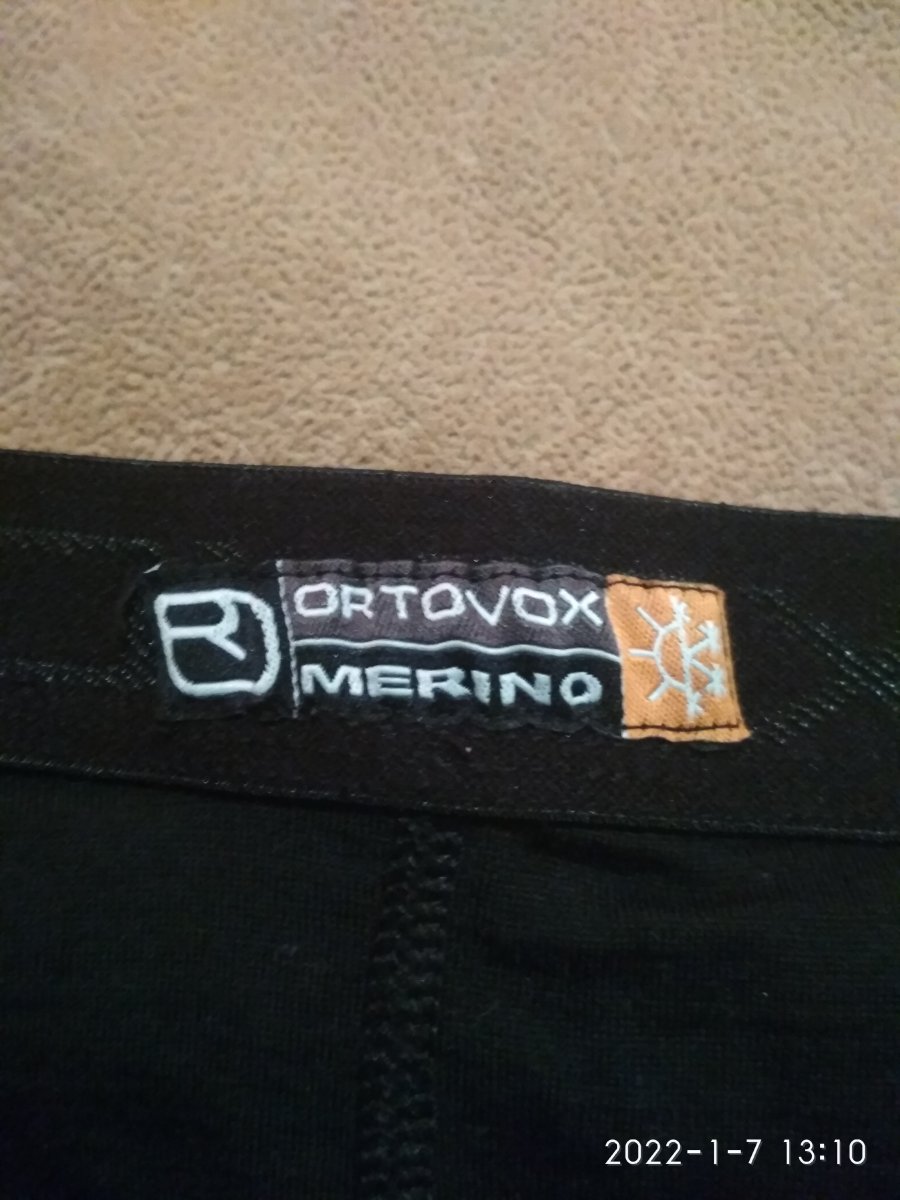 ORTOVOX
MERINO
2022-1-7 13:10